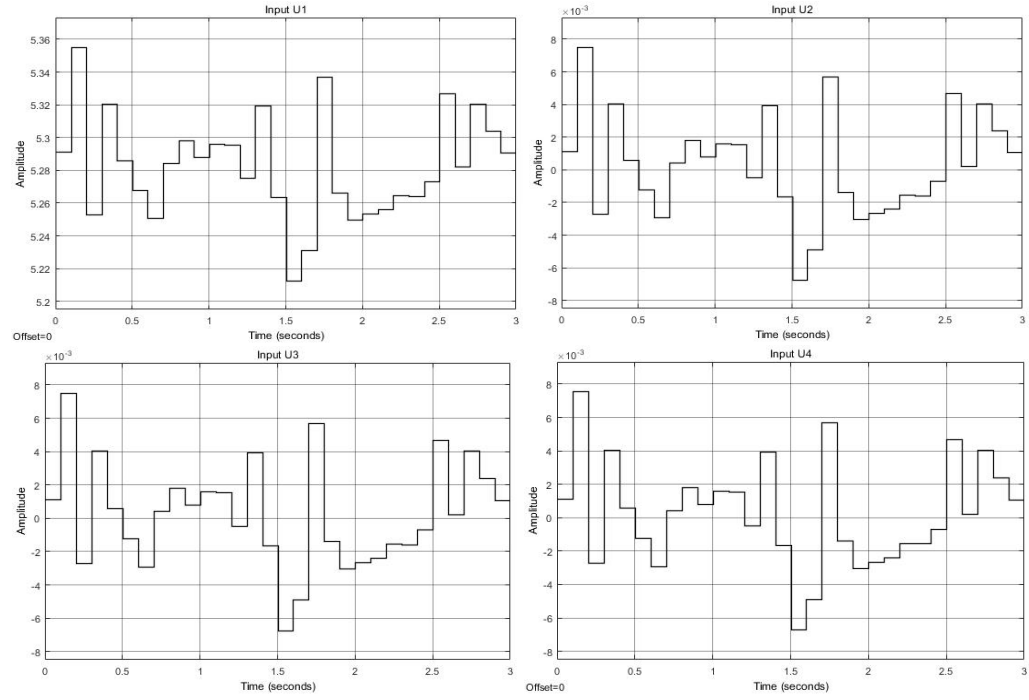 Input U1
5.36
5.34
5.32
5.3
5.28
5.26
5.24
5.22
5.2
Amplitude
0 0.5 1 1.5 2 2.5 3
Offset=0
Time (seconds)
Input U2
×10⁻³
8
6
4
2
0
-2
-4
-6
-8
Amplitude
0 0.5 1 1.5 2 2.5 3
Time (seconds)
Input U3
×10⁻³
8
6
4
2
0
-2
-4
-6
-8
Amplitude
0 0.5 1 1.5 2 2.5 3
Time (seconds)
Input U4
×10⁻³
8
6
4
2
0
-2
-4
-6
-8
Amplitude
0 0.5 1 1.5 2 2.5 3
Offset=0
Time (seconds)